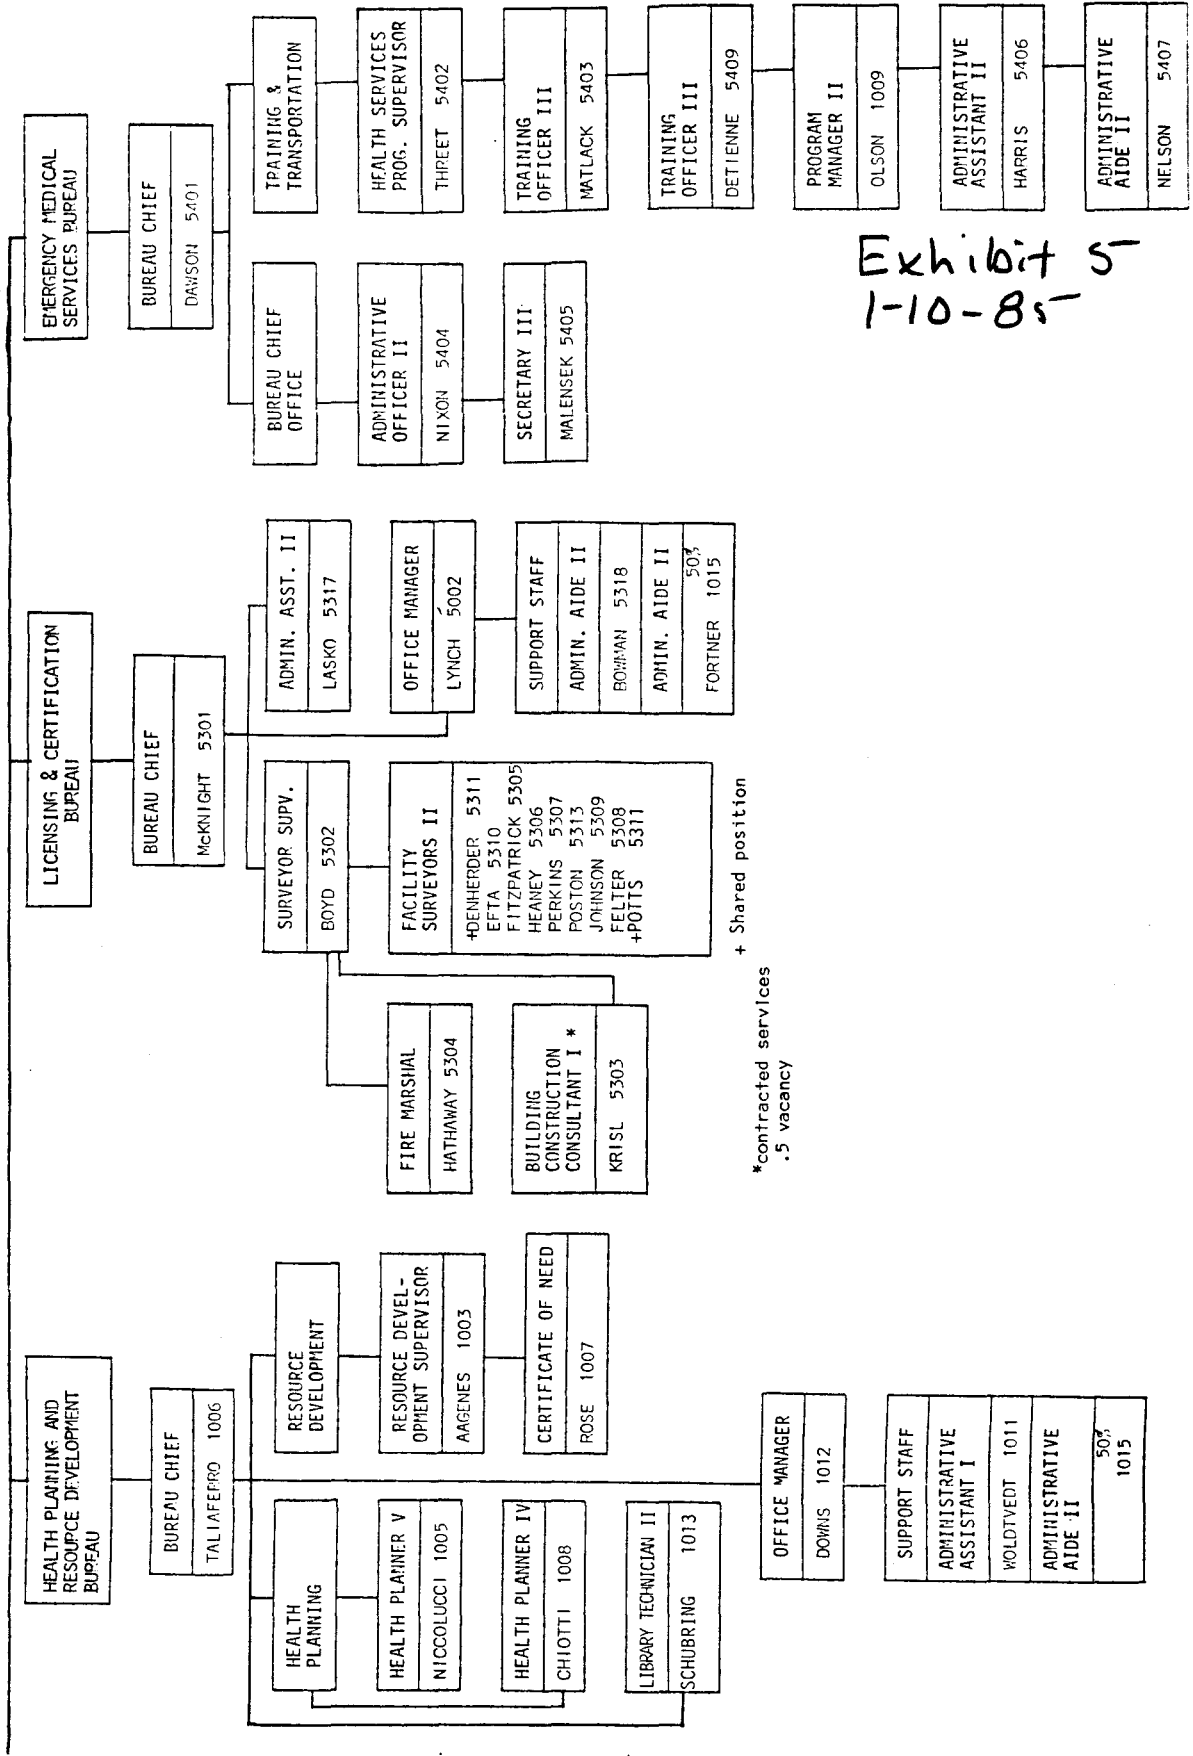 HEALTH PLANNING AND
RESOURCE DEVELOPMENT
BUREAU
BUREAU CHIEF
TALIAFERRO 1006
HEALTH
PLANNING
HEALTH PLANNER V
NICCOLUCCI 1005
HEALTH PLANNER IV
CHIOTTI 1008
LIBRARY TECHNICIAN II
SCHUBRING 1013
RESOURCE
DEVELOPMENT
RESOURCE DEVEL-
OPMENT SUPERVISOR
AAGENES 1003
CERTIFICATE OF NEED
ROSE 1007
OFFICE MANAGER
DOWNS 1012
SUPPORT STAFF
ADMINISTRATIVE
ASSISTANT I
WOLDTVEDT 1011
ADMINISTRATIVE
AIDE II
50%
1015
LICENSING & CERTIFICATION
BUREAU
BUREAU CHIEF
McKNIGHT 5301
SURVEYOR SUPV.
BOYD 5302
FIRE MARSHAL
HATHAWAY 5304
BUILDING
CONSTRUCTION
CONSULTANT I *
KRISL 5303
FACILITY
SURVEYORS II
+DENHERDER 5311
EFTA 5310
FITZPATRICK 5305
HEANEY 5306
PERKINS 5307
POSTON 5313
JOHNSON 5309
FELTER 5308
+POTTS 5311
ADMIN. ASST. II
LASKO 5317
OFFICE MANAGER
LYNCH 5002
SUPPORT STAFF
ADMIN. AIDE II
BOWMAN 5318
ADMIN. AIDE II
50%
FORTNER 1015
+ Shared position
*contracted services
.5 vacancy
EMERGENCY MEDICAL
SERVICES BUREAU
BUREAU CHIEF
DAWSON 5401
BUREAU CHIEF
OFFICE
ADMINISTRATIVE
OFFICER II
NIXON 5404
SECRETARY III
MALENSEK 5405
TRAINING &
TRANSPORTATION
HEALTH SERVICES
PROG. SUPERVISOR
THREET 5402
TRAINING
OFFICER III
MATLACK 5403
TRAINING
OFFICER III
DETIENNE 5409
PROGRAM
MANAGER II
OLSON 1009
ADMINISTRATIVE
ASSISTANT II
HARRIS 5406
ADMINISTRATIVE
AIDE II
NELSON 5407
Exhibit 5
1-10-85